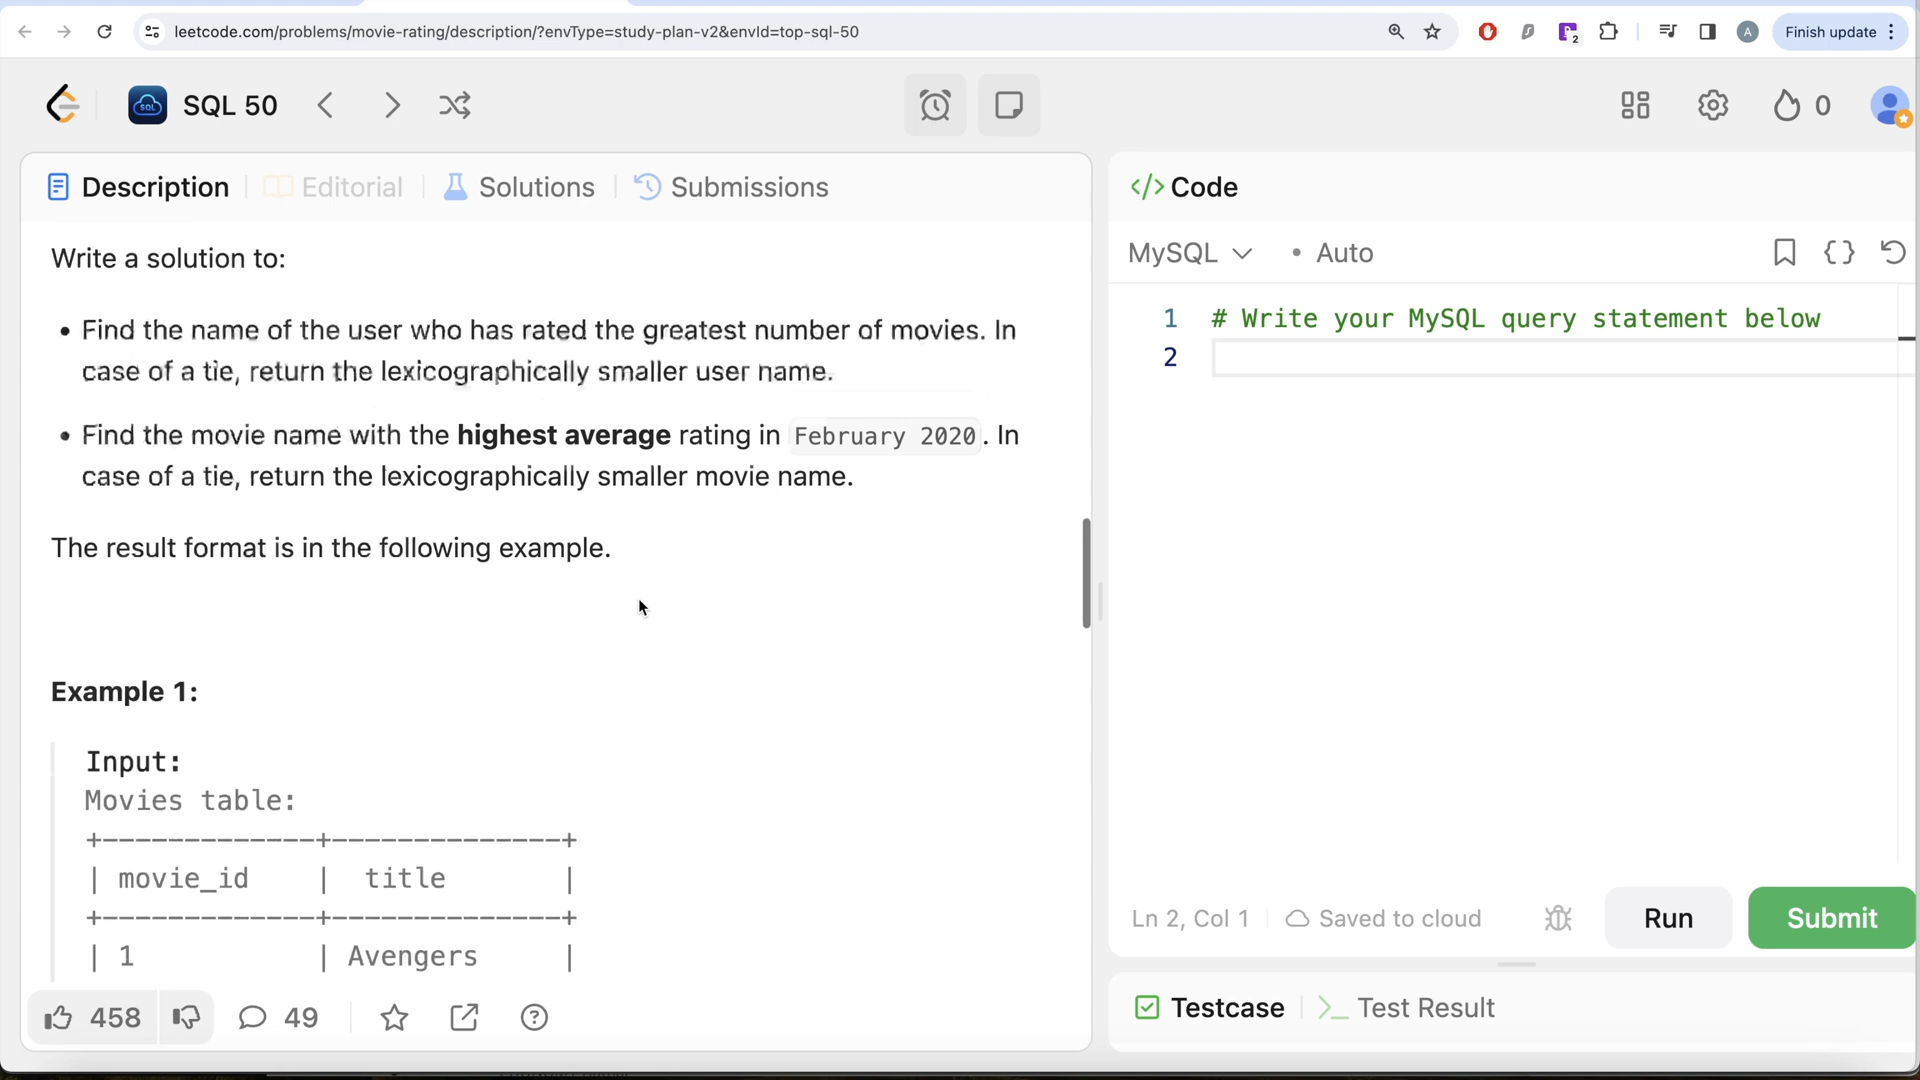 leetcode.com/problems/movie-rating/description/?envType=study-plan-v2&envId=top-sql-50
2
A
Finish update
SQL
SQL 50
0
Description
Editorial
Solutions
Submissions
Write a solution to:
• Find the name of the user who has rated the greatest number of movies. In
case of a tie, return the lexicographically smaller user name.
• Find the movie name with the highest average rating in February 2020. In
case of a tie, return the lexicographically smaller movie name.
The result format is in the following example.
Example 1:
Input:
Movies table:
+-------------+--------------+
| movie_id    |  title       |
+-------------+--------------+
| 1           | Avengers     |
458
49
</> Code
MySQL
• Auto
{}
1 # Write your MySQL query statement below
2
Ln 2, Col 1
Saved to cloud
Run
Submit
Testcase
>_ Test Result